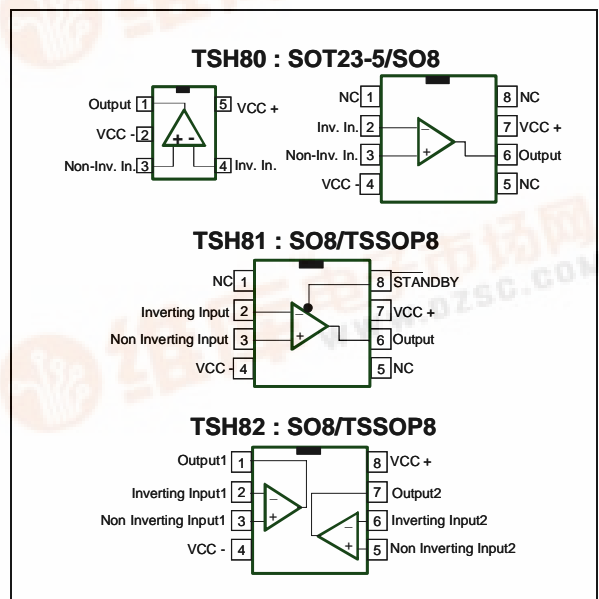 TSH80 : SOT23-5/SO8
Output 1 5 VCC +
VCC - 2
Non-Inv. In. 3 4 Inv. In.
+ -
NC 1 8 NC
Inv. In. 2 7 VCC +
Non-Inv. In. 3 6 Output
VCC - 4 5 NC
_
+
TSH81 : SO8/TSSOP8
NC 1 8 STANDBY
Inverting Input 2 7 VCC +
Non Inverting Input 3 6 Output
VCC - 4 5 NC
_
+
TSH82 : SO8/TSSOP8
Output1 1 8 VCC +
Inverting Input1 2 7 Output2
Non Inverting Input1 3 6 Inverting Input2
VCC - 4 5 Non Inverting Input2
_
+
_
+
WWW.DZSC.COM